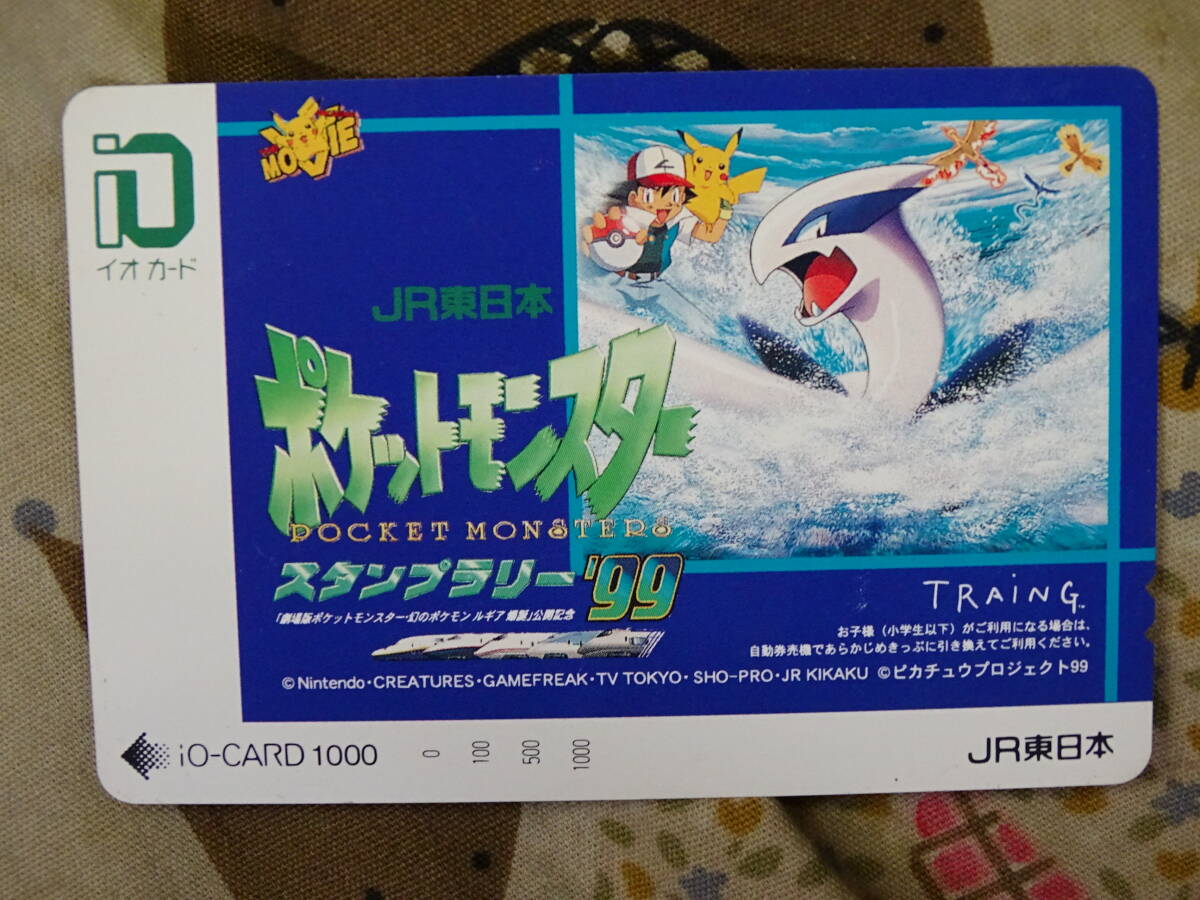 iO
イオカード
MOVIE
JR東日本
ポケットモンスター
POCKET MONSTERS
スタンプラリー'99
「劇場版ポケットモンスター・幻のポケモン ルギア 爆誕」公開記念
TRAiNG™
お子様（小学生以下）がご利用になる場合は、
自動券売機であらかじめきっぷに引き換えてご利用ください。
©Nintendo・CREATURES・GAMEFREAK・TV TOKYO・SHO-PRO・JR KIKAKU ©ピカチュウプロジェクト99
iO-CARD 1000 0 100 500 1000
JR東日本